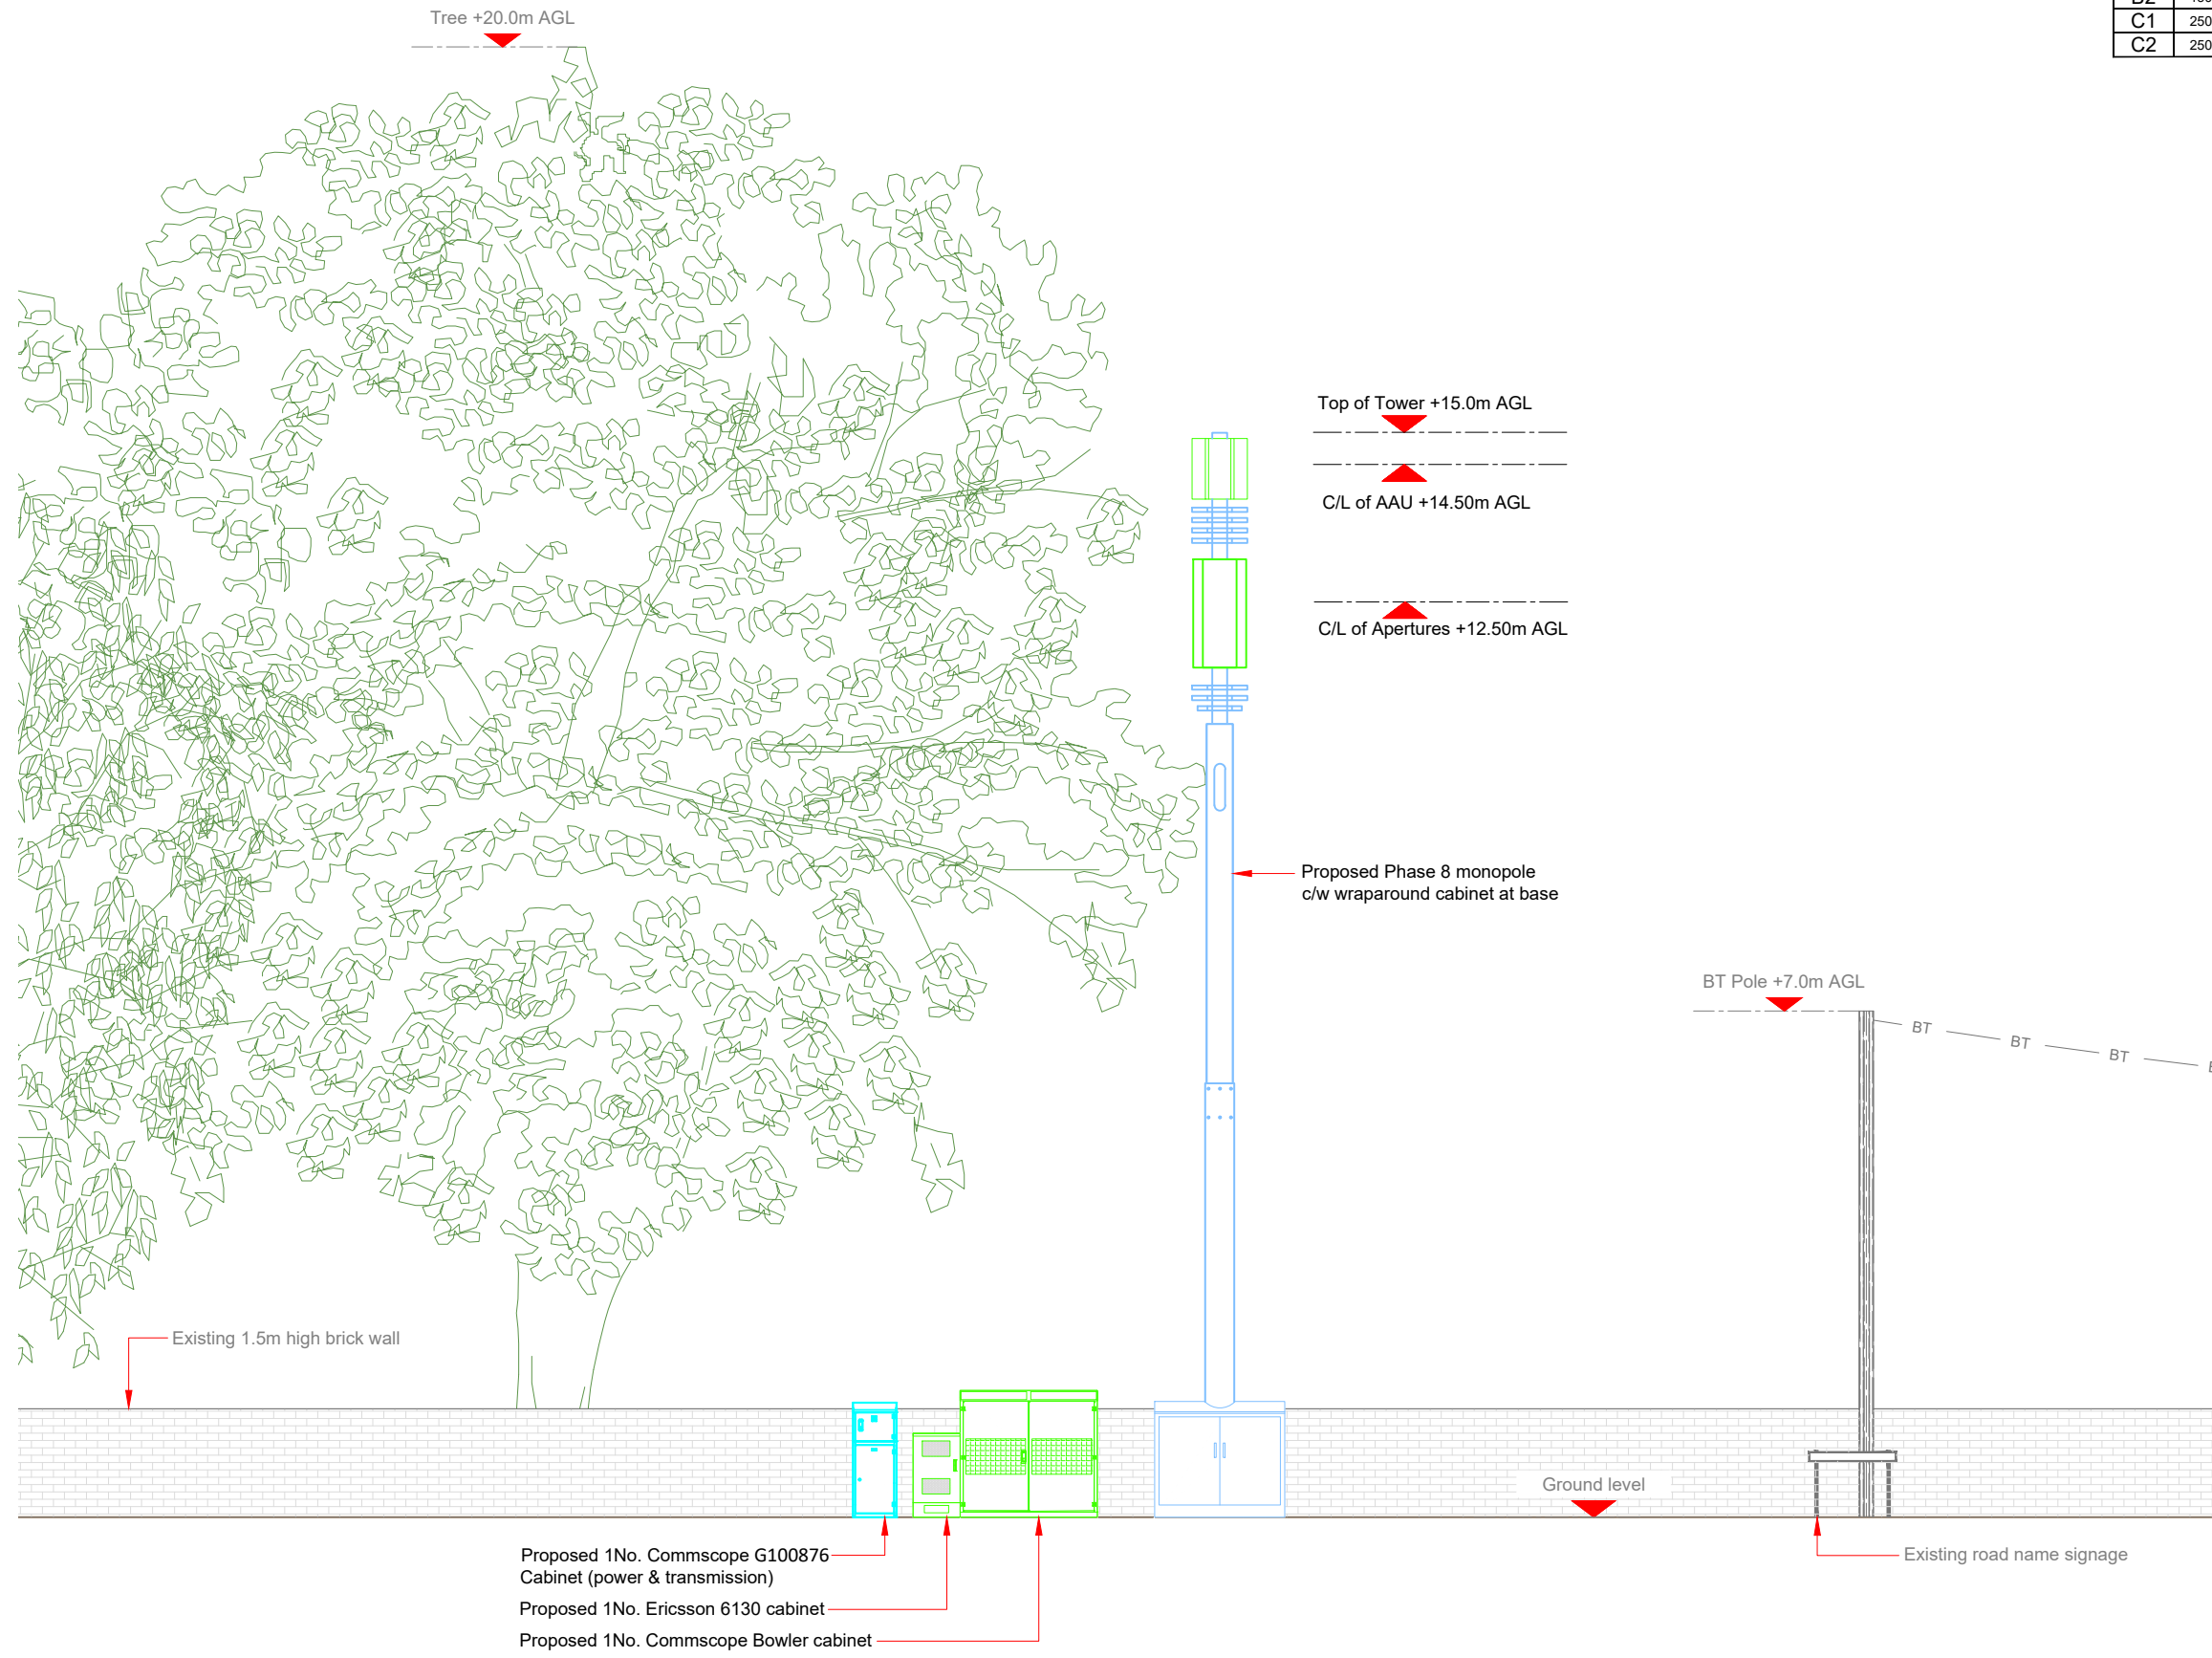 Tree +20.0m AGL
C1 250
C2 250
Top of Tower +15.0m AGL
C/L of AAU +14.50m AGL
C/L of Apertures +12.50m AGL
Proposed Phase 8 monopole
c/w wraparound cabinet at base
BT Pole +7.0m AGL
BT BT BT
Existing 1.5m high brick wall
Ground level
Proposed 1No. Commscope G100876
Cabinet (power & transmission)
Proposed 1No. Ericsson 6130 cabinet
Proposed 1No. Commscope Bowler cabinet
Existing road name signage